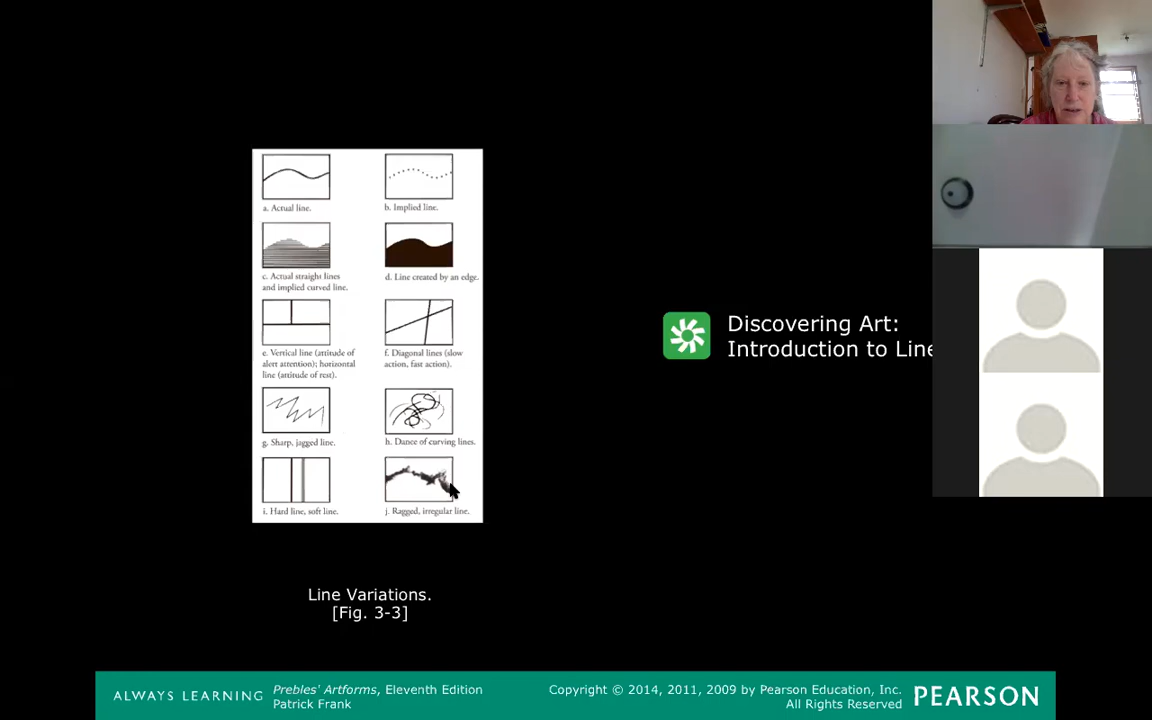 a. Actual line.
b. Implied line.
c. Actual straight lines
and implied curved line.
d. Line created by an edge.
e. Vertical line (attitude of
alert attention); horizontal
line (attitude of rest).
f. Diagonal lines (slow
action, fast action).
g. Sharp, jagged line.
h. Dance of curving lines.
i. Hard line, soft line.
j. Ragged, irregular line.
Line Variations.
[Fig. 3-3]
Discovering Art:
Introduction to Line
ALWAYS LEARNING
Prebles' Artforms, Eleventh Edition
Patrick Frank
Copyright © 2014, 2011, 2009 by Pearson Education, Inc.
All Rights Reserved
PEARSON